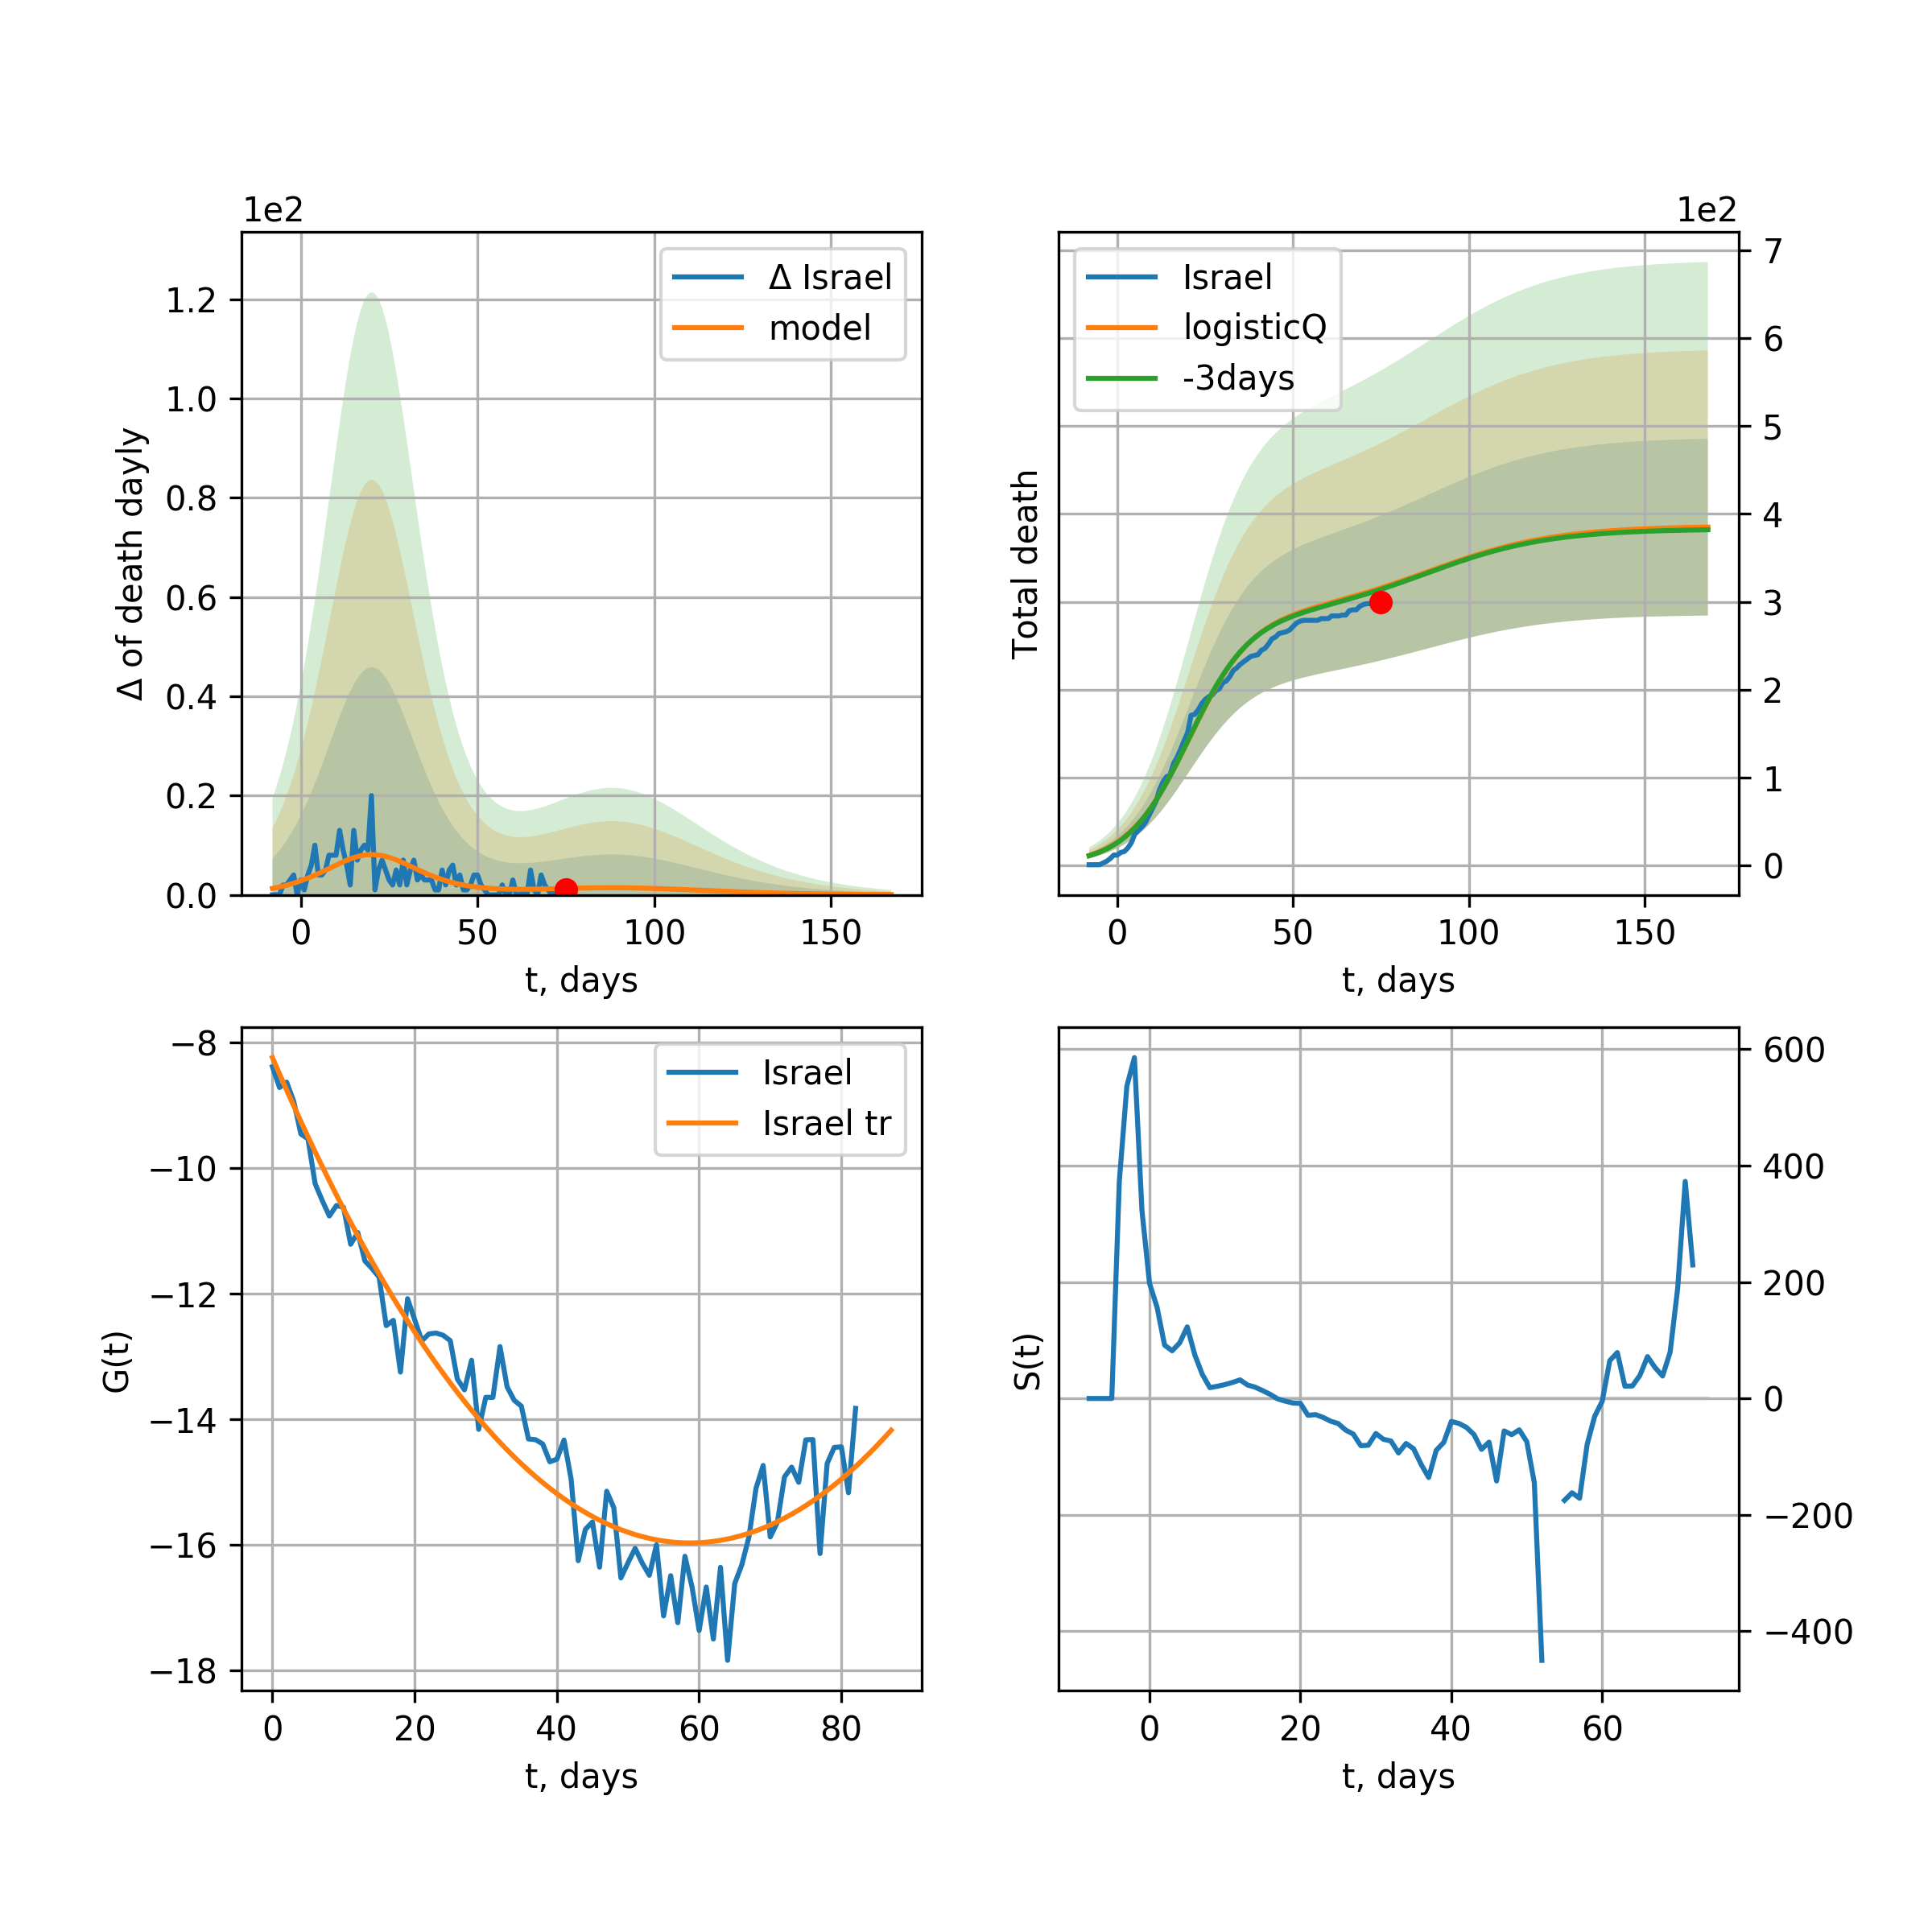 1e2
Δ of death dayly
1.2
1.0
0.8
0.6
0.4
0.2
0.0
0 50 100 150
t, days
Δ Israel
model
1e2
Total death
7
6
5
4
3
2
1
0
0 50 100 150
t, days
Israel
logisticQ
-3days
G(t)
−8
−10
−12
−14
−16
−18
0 20 40 60 80
t, days
Israel
Israel tr
S(t)
600
400
200
0
−200
−400
0 20 40 60
t, days